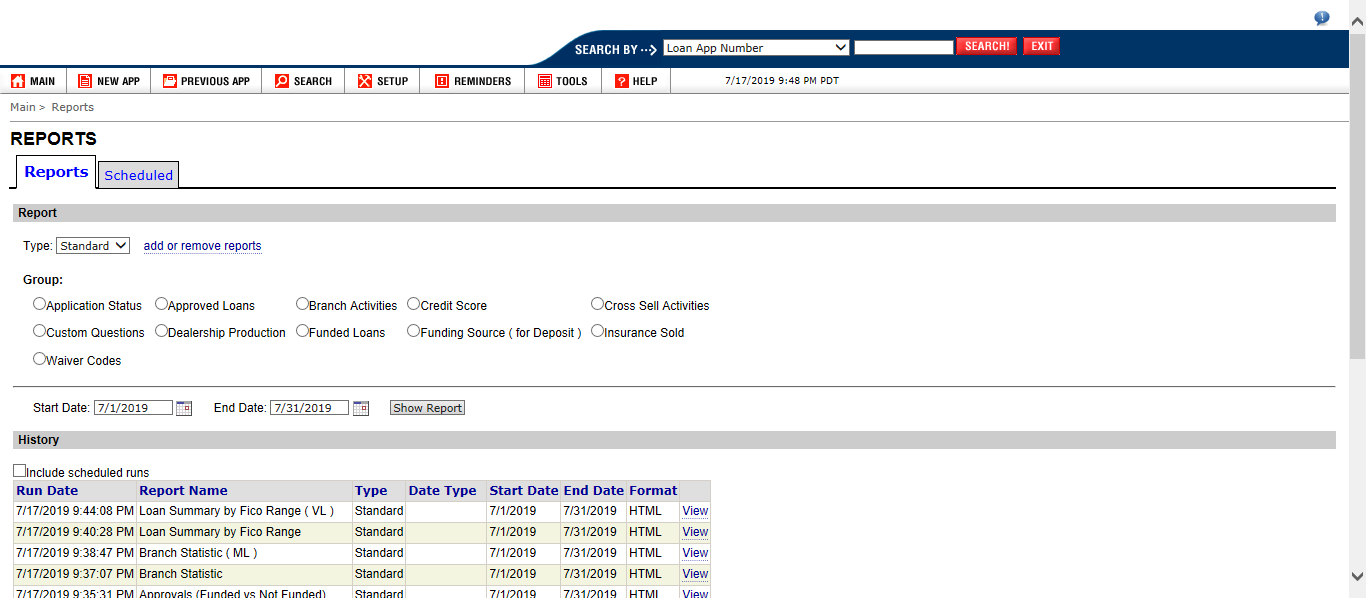 SEARCH BY ··> Loan App Number SEARCH! EXIT
MAIN NEW APP PREVIOUS APP SEARCH SETUP REMINDERS TOOLS HELP 7/17/2019 9:48 PM PDT
Main > Reports
REPORTS
Reports Scheduled
Report
Type: Standard add or remove reports
Group:
Application Status Approved Loans Branch Activities Credit Score Cross Sell Activities
Custom Questions Dealership Production Funded Loans Funding Source ( for Deposit ) Insurance Sold
Waiver Codes
Start Date: 7/1/2019 End Date: 7/31/2019 Show Report
History
Include scheduled runs
Run Date Report Name Type Date Type Start Date End Date Format
7/17/2019 9:44:08 PM Loan Summary by Fico Range ( VL ) Standard 7/1/2019 7/31/2019 HTML View
7/17/2019 9:40:28 PM Loan Summary by Fico Range Standard 7/1/2019 7/31/2019 HTML View
7/17/2019 9:38:47 PM Branch Statistic ( ML ) Standard 7/1/2019 7/31/2019 HTML View
7/17/2019 9:37:07 PM Branch Statistic Standard 7/1/2019 7/31/2019 HTML View
7/17/2019 9:35:31 PM Approvals (Funded vs Not Funded) Standard 7/1/2019 7/31/2019 HTML View